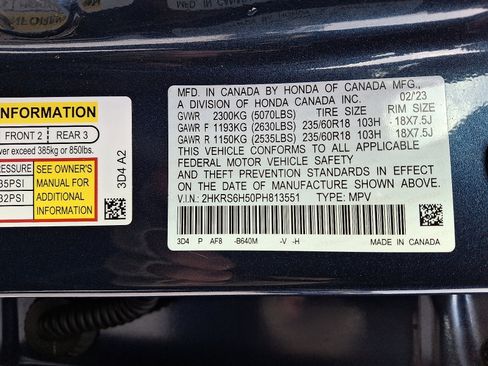 MFD. IN CANADA BY HONDA OF CANADA MFG.,
A DIVISION OF HONDA CANADA INC. 02/23
GVWR 2300KG (5070LBS) TIRE SIZE RIM SIZE
GAWR F 1193KG (2630LBS) 235/60R18 103H 18X7.5J
GAWR R 1150KG (2535LBS) 235/60R18 103H 18X7.5J
THIS VEHICLE CONFORMS TO ALL APPLICABLE
FEDERAL MOTOR VEHICLE SAFETY
AND THEFT PREVENTION STANDARDS IN EFFECT
ON THE DATE OF MANUFACTURE SHOWN ABOVE.
V.I.N.: 2HKRS6H50PH813551 TYPE: MPV
3D4 P AF8 -B640M -V -H MADE IN CANADA
INFORMATION
FRONT 2 REAR 3
ver exceed 385kg or 850lbs.
PRESSURE SEE OWNER'S
35PSI MANUAL FOR
32PSI ADDITIONAL
INFORMATION
3D4 A2